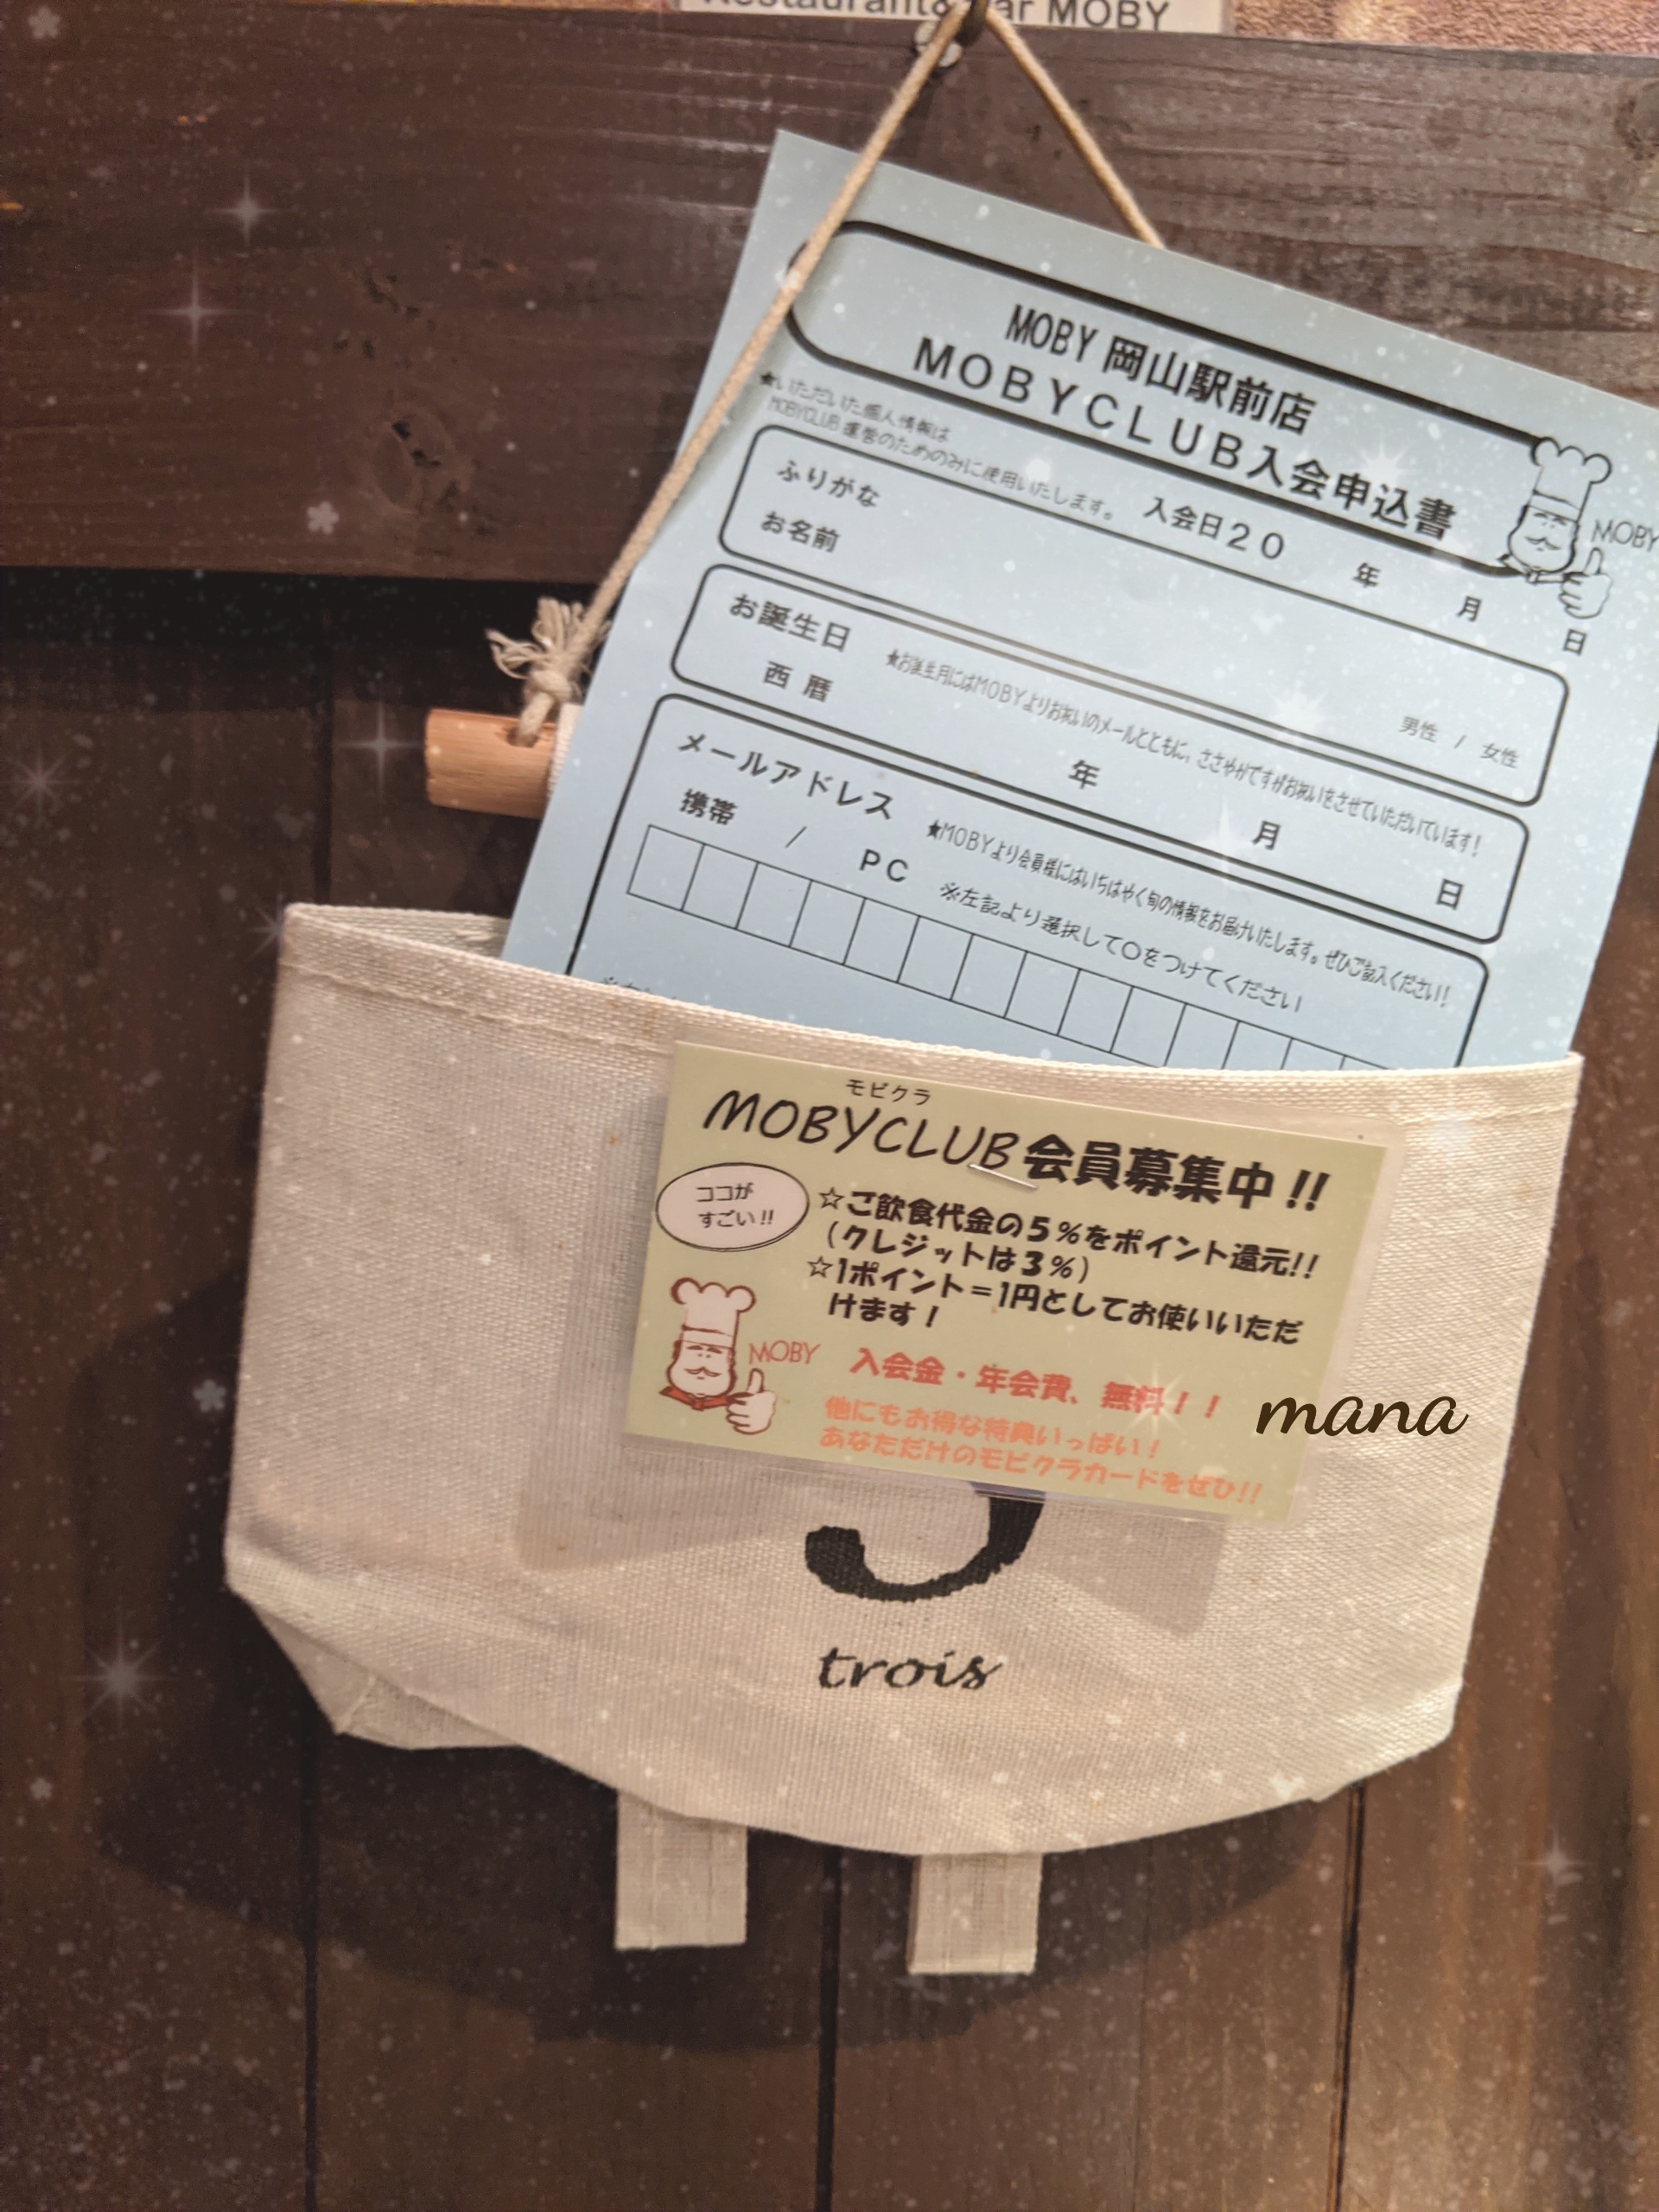 Restaurant&Bar MOBY
MOBY 岡山駅前店
MOBYCLUB入会申込書
MOBY
★いただいた個人情報は
MOBYCLUB運営のためのみに使用いたします。
入会日20 年 月 日
ふりがな
お名前
男性 / 女性
お誕生日 ★お誕生月にはMOBYよりお祝いのメールとともに、ささやかですがお祝いをさせていただいています!
西暦 年 月 日
メールアドレス ★MOBYより会員様にはいちはやく旬の情報をお届けいたします。ぜひご記入ください!!
携帯 / PC ※左記より選択して〇をつけてください
モビクラ
MOBYCLUB会員募集中!!
ココが
すごい!!
☆ご飲食代金の5%をポイント還元!!
(クレジットは3%)
☆1ポイント=1円としてお使いいただ
けます!
MOBY
入会金・年会費、無料!!
他にもお得な特典いっぱい!
あなただけのモビクラカードをぜひ!!
mana
trois